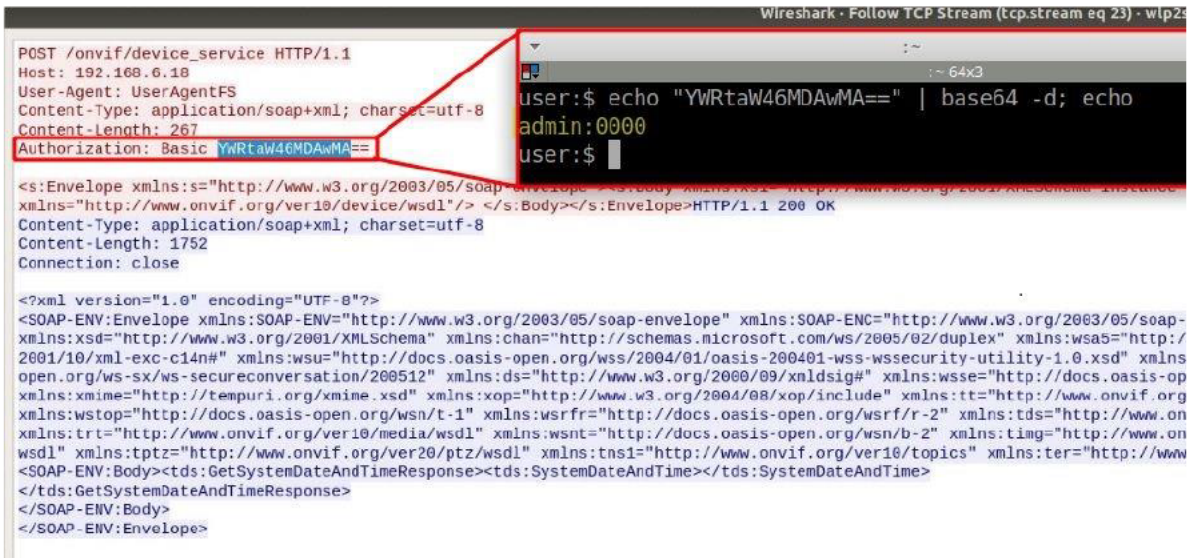 Wireshark · Follow TCP Stream (tcp.stream eq 23) · wlp2s
POST /onvif/device_service HTTP/1.1
Host: 192.168.6.18
User-Agent: UserAgentFS
Content-Type: application/soap+xml; charset=utf-8
Content-Length: 267
Authorization: Basic YWRtaW46MDAwMA==
: ~
: ~ 64x3
user:$ echo "YWRtaW46MDAwMA==" | base64 -d; echo
admin:0000
user:$
<s:Envelope xmlns:s="http://www.w3.org/2003/05/soap-envelope"><s:Body xmlns:xsi="http://www.w3.org/2001/XMLSchema-instance"
xmlns="http://www.onvif.org/ver10/device/wsdl"/> </s:Body></s:Envelope>HTTP/1.1 200 OK
Content-Type: application/soap+xml; charset=utf-8
Content-Length: 1752
Connection: close
<?xml version="1.0" encoding="UTF-8"?>
<SOAP-ENV:Envelope xmlns:SOAP-ENV="http://www.w3.org/2003/05/soap-envelope" xmlns:SOAP-ENC="http://www.w3.org/2003/05/soap-
xmlns:xsd="http://www.w3.org/2001/XMLSchema" xmlns:chan="http://schemas.microsoft.com/ws/2005/02/duplex" xmlns:wsa5="http:/
2001/10/xml-exc-c14n#" xmlns:wsu="http://docs.oasis-open.org/wss/2004/01/oasis-200401-wss-wssecurity-utility-1.0.xsd" xmlns
open.org/ws-sx/ws-secureconversation/200512" xmlns:ds="http://www.w3.org/2000/09/xmldsig#" xmlns:wsse="http://docs.oasis-op
xmlns:xmime="http://tempuri.org/xmime.xsd" xmlns:xop="http://www.w3.org/2004/08/xop/include" xmlns:tt="http://www.onvif.org
xmlns:wstop="http://docs.oasis-open.org/wsn/t-1" xmlns:wsrfr="http://docs.oasis-open.org/wsrf/r-2" xmlns:tds="http://www.on
xmlns:trt="http://www.onvif.org/ver10/media/wsdl" xmlns:wsnt="http://docs.oasis-open.org/wsn/b-2" xmlns:timg="http://www.on
wsdl" xmlns:tptz="http://www.onvif.org/ver20/ptz/wsdl" xmlns:tns1="http://www.onvif.org/ver10/topics" xmlns:ter="http://www
<SOAP-ENV:Body><tds:GetSystemDateAndTimeResponse><tds:SystemDateAndTime></tds:SystemDateAndTime>
</tds:GetSystemDateAndTimeResponse>
</SOAP-ENV:Body>
</SOAP-ENV:Envelope>